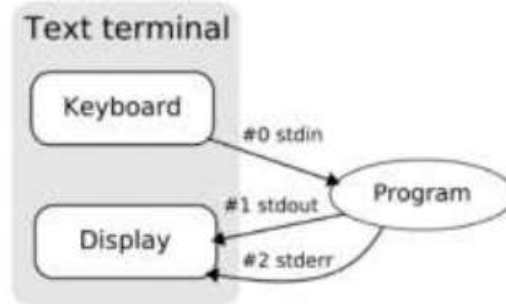 Text terminal
Keyboard
#0 stdin
Program
#1 stdout
Display
#2 stderr